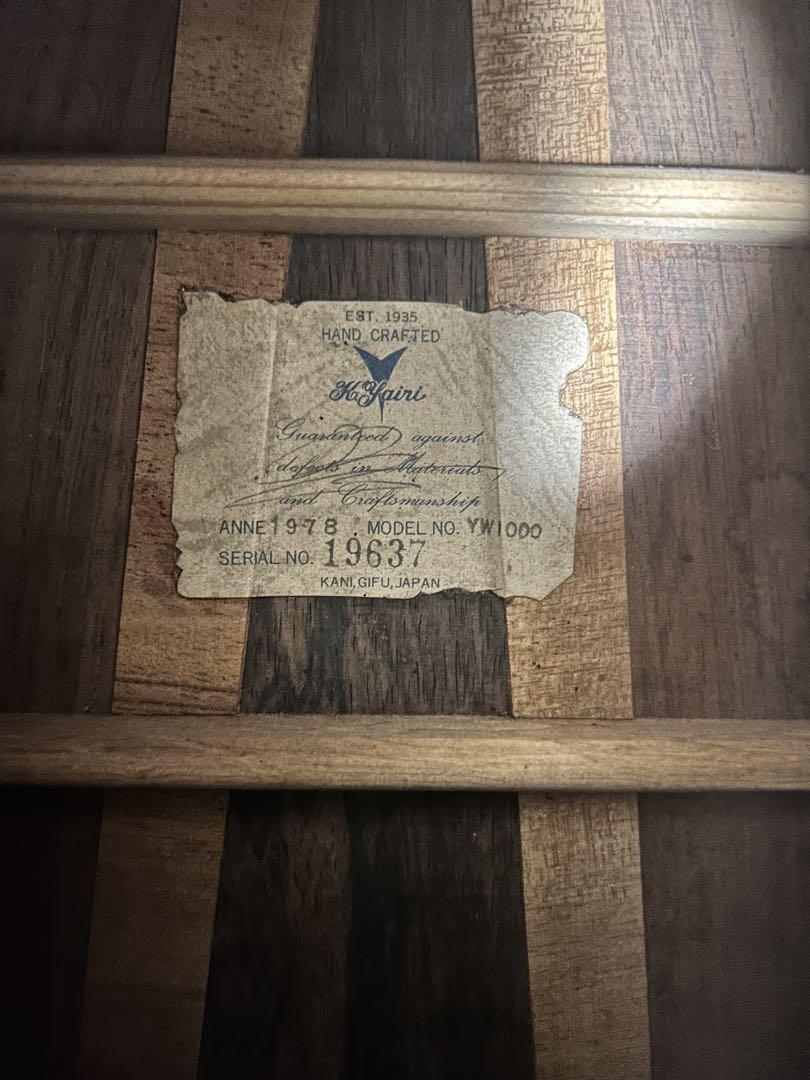 EST. 1935
HAND CRAFTED
K.Yairi
Guaranteed against
defects in Materials
and Craftsmanship
ANNE 1978. MODEL NO. YW1000
SERIAL NO. 19637
KANI, GIFU, JAPAN